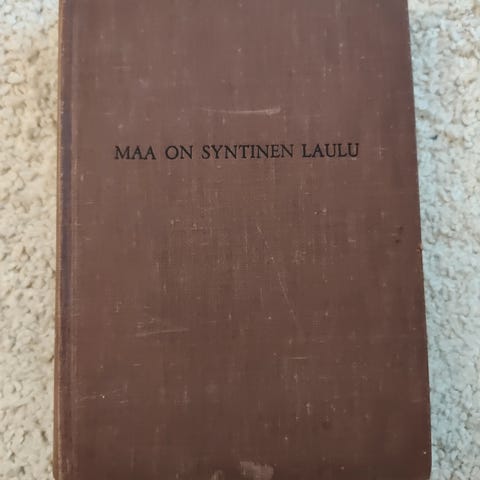 MAA ON SYNTINEN LAULU